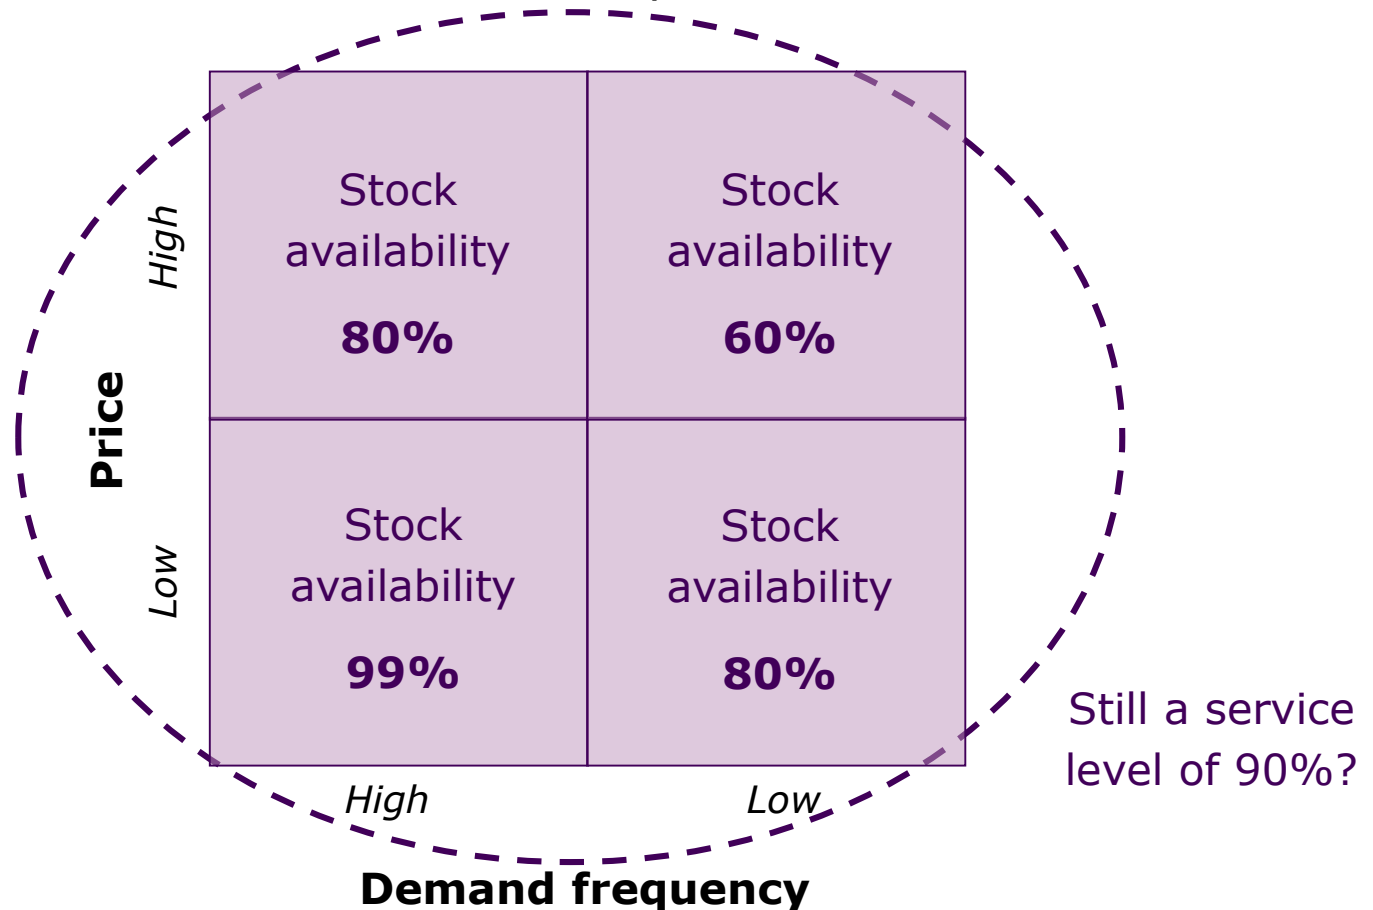 High
Stock
availability
80%
Stock
availability
60%
Price
Low
Stock
availability
99%
Stock
availability
80%
Still a service
level of 90%?
High
Low
Demand frequency